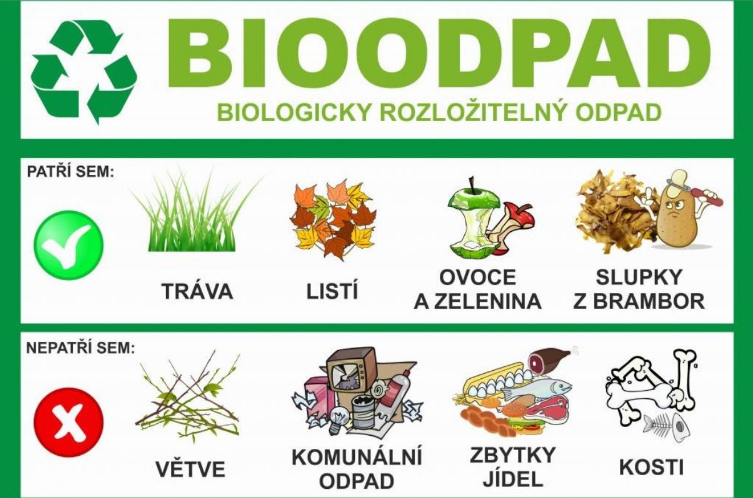 BIOODPAD
BIOLOGICKY ROZLOŽITELNÝ ODPAD
PATŘÍ SEM:
TRÁVA
LISTÍ
OVOCE
A ZELENINA
SLUPKY
Z BRAMBOR
NEPATŘÍ SEM:
VĚTVE
KOMUNÁLNÍ
ODPAD
ZBYTKY
JÍDEL
KOSTI